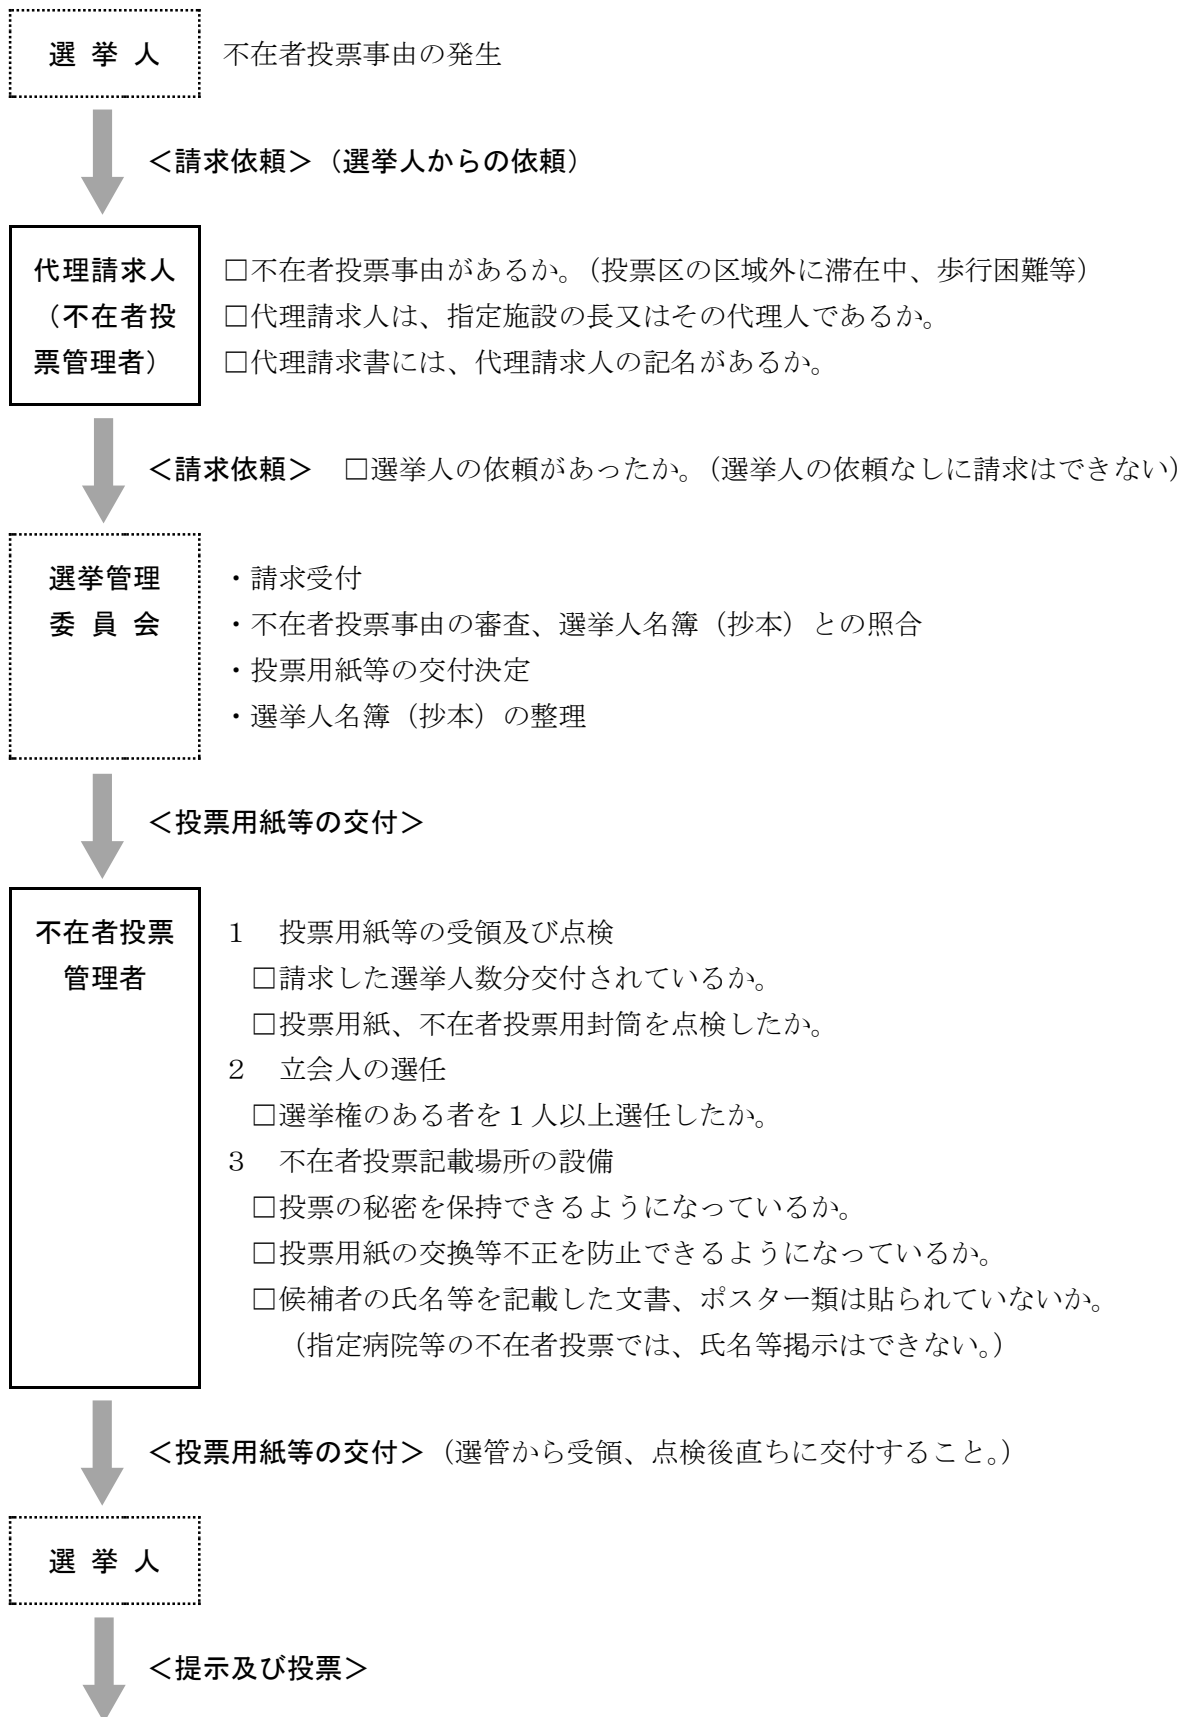 選 挙 人 不在者投票事由の発生
＜請求依頼＞（選挙人からの依頼）
代理請求人 □不在者投票事由があるか。（投票区の区域外に滞在中、歩行困難等）
（不在者投 □代理請求人は、指定施設の長又はその代理人であるか。
票管理者） □代理請求書には、代理請求人の記名があるか。
＜請求依頼＞ □選挙人の依頼があったか。（選挙人の依頼なしに請求はできない）
選挙管理 ・請求受付
委 員 会 ・不在者投票事由の審査、選挙人名簿（抄本）との照合
・投票用紙等の交付決定
・選挙人名簿（抄本）の整理
＜投票用紙等の交付＞
不在者投票 １　投票用紙等の受領及び点検
管理者 □請求した選挙人数分交付されているか。
□投票用紙、不在者投票用封筒を点検したか。
２　立会人の選任
□選挙権のある者を１人以上選任したか。
３　不在者投票記載場所の設備
□投票の秘密を保持できるようになっているか。
□投票用紙の交換等不正を防止できるようになっているか。
□候補者の氏名等を記載した文書、ポスター類は貼られていないか。
（指定病院等の不在者投票では、氏名等掲示はできない。）
＜投票用紙等の交付＞（選管から受領、点検後直ちに交付すること。）
選 挙 人
＜提示及び投票＞